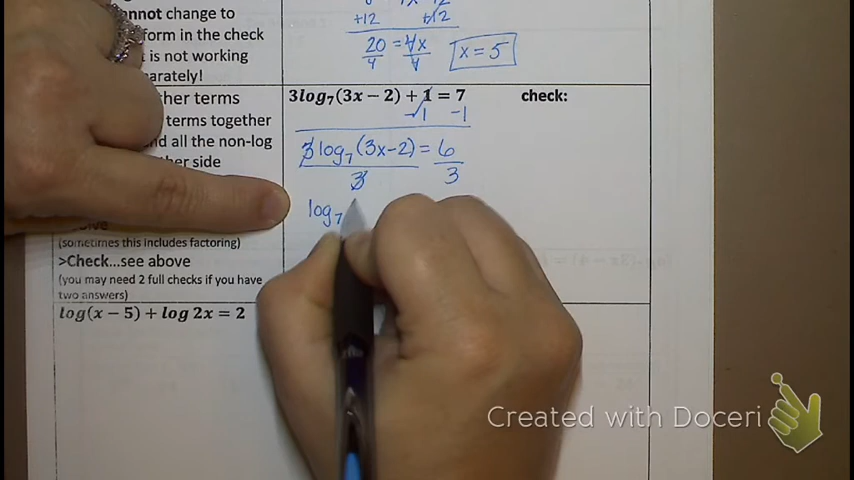 cannot change to
form in the check
it is not working
parately!
+12 +12
20 = 4x
4 4
x = 5
her terms
terms together
nd all the non-log
ther side
(sometimes this includes factoring)
>Check...see above
(you may need 2 full checks if you have
two answers)
3log₇(3x − 2) + 1 = 7
check:
−1 −1
3log₇(3x−2) = 6
3 3
log₇
log(x − 5) + log 2x = 2
Created with Doceri